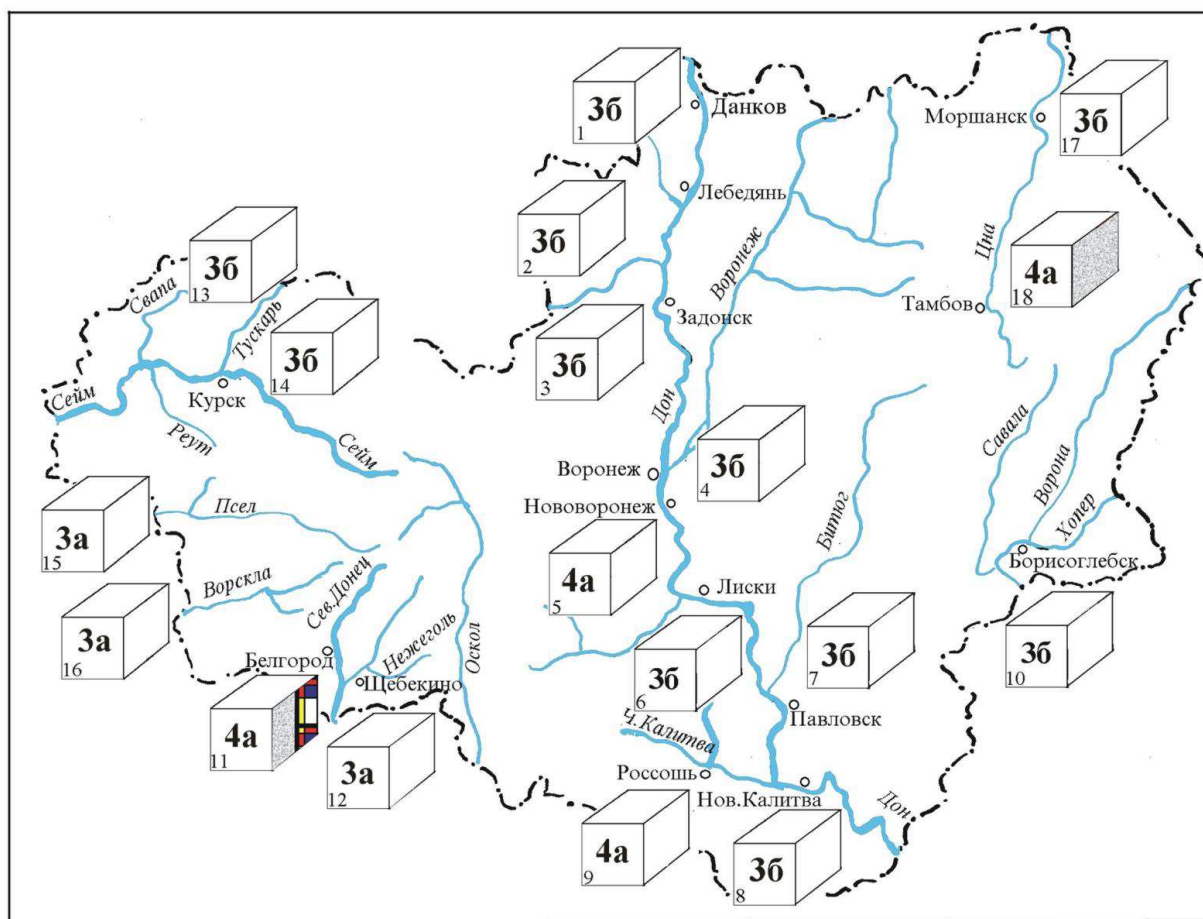 3б
1
Данков
Моршанск
3б
17
Лебедянь
3б
2
Воронеж
Цна
4а
18
3б
13
Свапа
Тускарь
Задонск
Тамбов
3б
14
3б
3
Сейм
Курск
Дон
Реут
Сейм
Савала
Ворона
Хопер
Воронеж
3б
4
Нововоронеж
Битюг
3а
15
Псел
Борисоглебск
4а
5
Лиски
Ворскла
Сев.Донец
Нежеголь
Оскол
3а
16
Белгород
Щебекино
3б
6
3б
7
3б
10
Павловск
4а
11
3а
12
Ч.Калитва
Россошь
Нов.Калитва
Дон
4а
9
3б
8